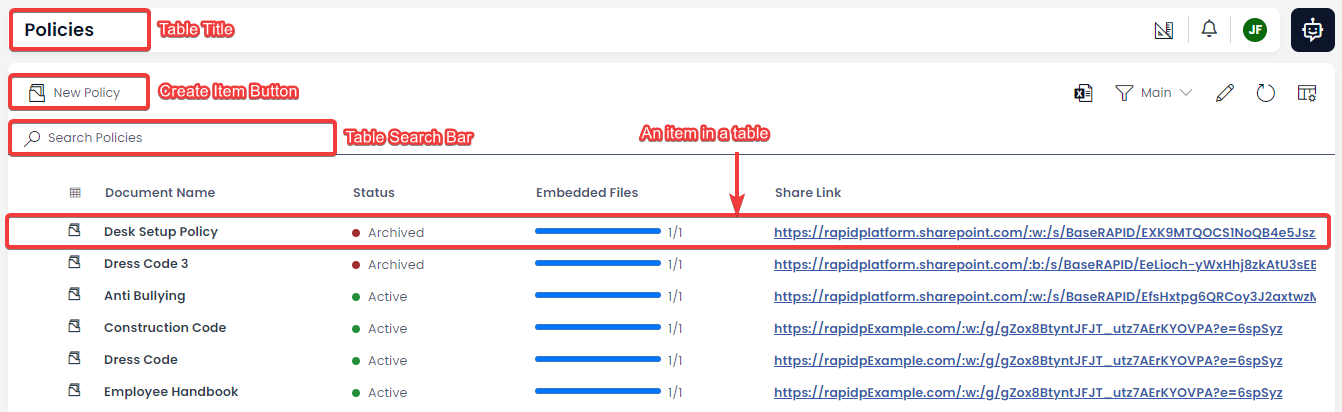 Policies Table Title JF
New Policy Create Item Button Main
Search Policies Table Search Bar An item in a table
Document Name Status Embedded Files Share Link
Desk Setup Policy Archived 1/1 https://rapidplatform.sharepoint.com/:w:/s/BaseRAPID/EXK9MTQOCS1NoQB4e5Jsz
Dress Code 3 Archived 1/1 https://rapidplatform.sharepoint.com/:b:/s/BaseRAPID/EeLioch-yWxHhj8zkAtU3sEE
Anti Bullying Active 1/1 https://rapidplatform.sharepoint.com/:w:/s/BaseRAPID/EfsHxtpg6QRCoy3J2axtwzM
Construction Code Active 1/1 https://rapidpExample.com/:w:/g/gZox8BtyntJFJT_utz7AErKYOVPA?e=6spSyz
Dress Code Active 1/1 https://rapidpExample.com/:w:/g/gZox8BtyntJFJT_utz7AErKYOVPA?e=6spSyz
Employee Handbook Active 1/1 https://rapidpExample.com/:w:/g/gZox8BtyntJFJT_utz7AErKYOVPA?e=6spSyz